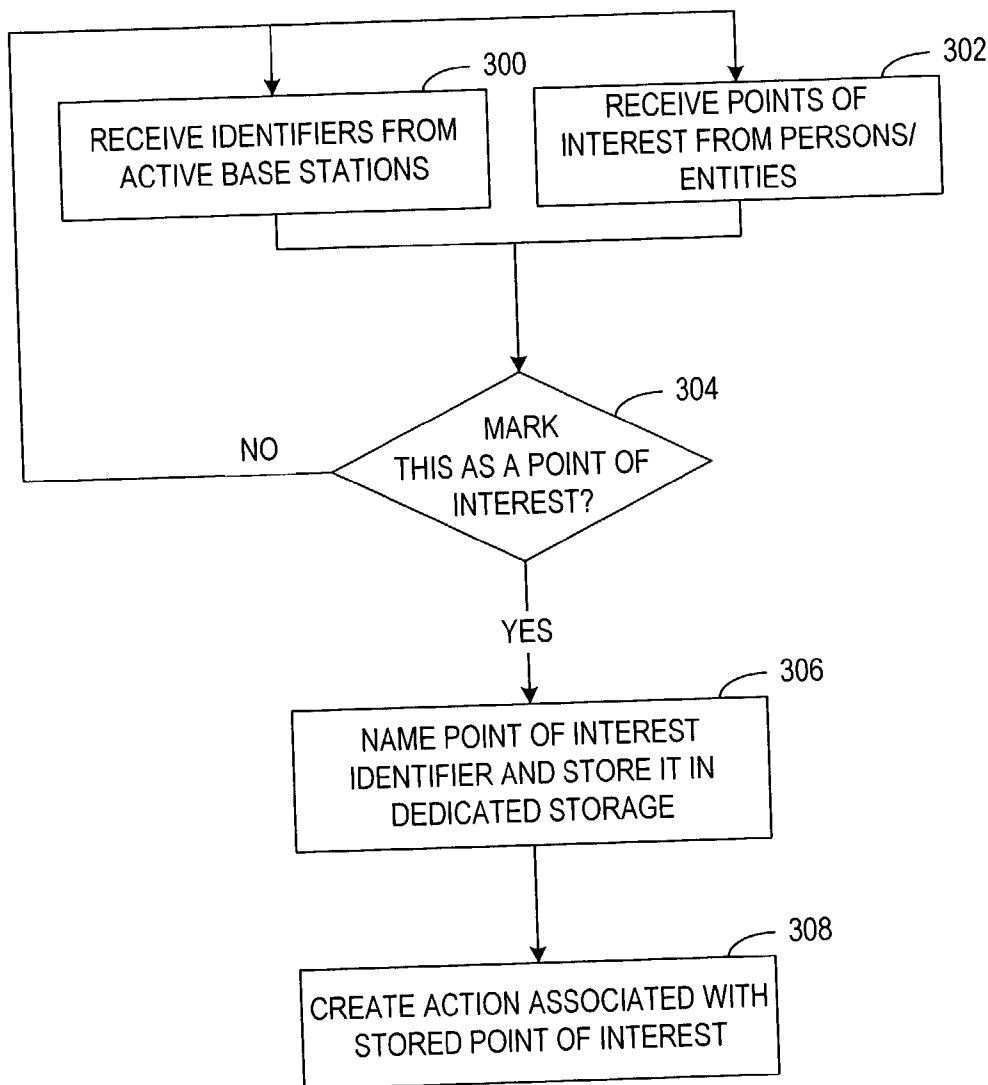 300
RECEIVE IDENTIFIERS FROM
ACTIVE BASE STATIONS
302
RECEIVE POINTS OF
INTEREST FROM PERSONS/
ENTITIES
304
MARK
THIS AS A POINT OF
INTEREST?
NO
YES
306
NAME POINT OF INTEREST
IDENTIFIER AND STORE IT IN
DEDICATED STORAGE
308
CREATE ACTION ASSOCIATED WITH
STORED POINT OF INTEREST